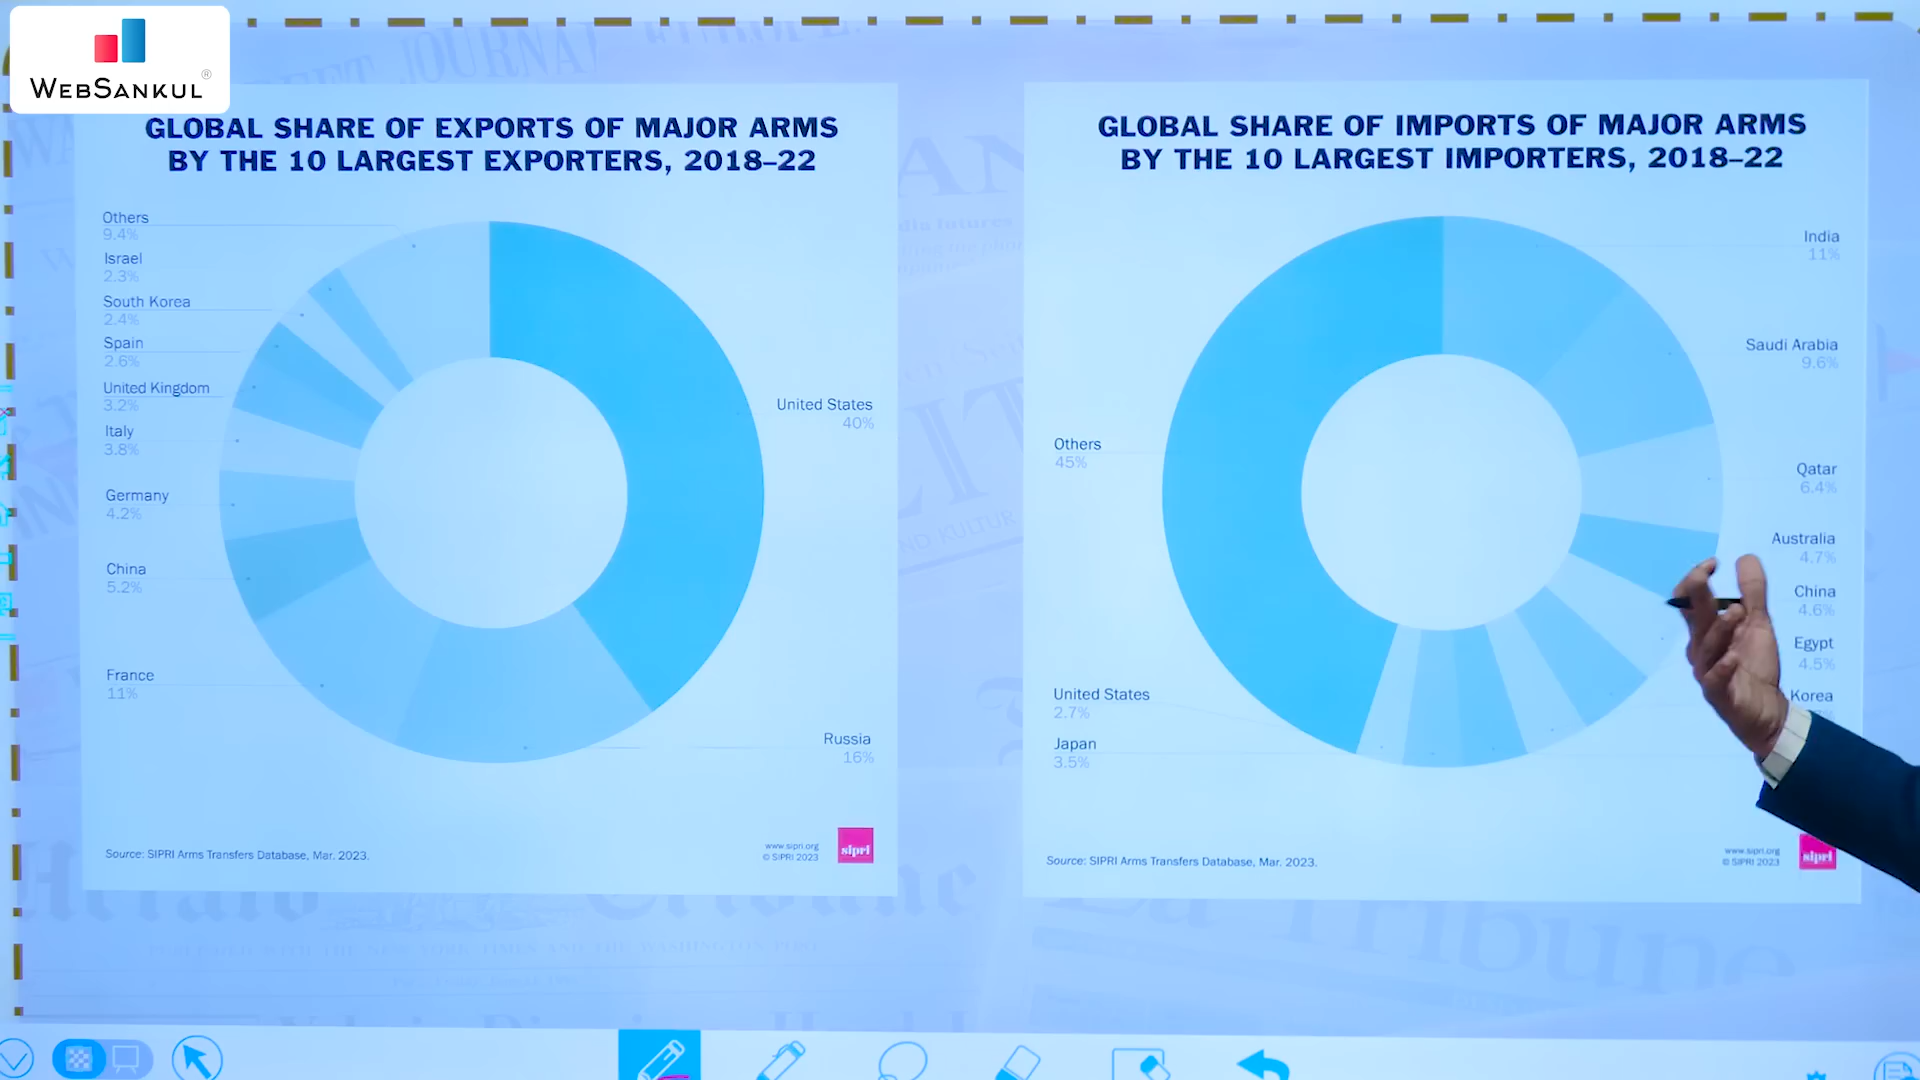 WEBSANKUL®
GLOBAL SHARE OF EXPORTS OF MAJOR ARMS
BY THE 10 LARGEST EXPORTERS, 2018–22
Others
9.4%
Israel
2.3%
South Korea
2.4%
Spain
2.6%
United Kingdom
3.2%
Italy
3.8%
Germany
4.2%
China
5.2%
France
11%
United States
40%
Russia
16%
Source: SIPRI Arms Transfers Database, Mar. 2023.
www.sipri.org
© SIPRI 2023
sipri
GLOBAL SHARE OF IMPORTS OF MAJOR ARMS
BY THE 10 LARGEST IMPORTERS, 2018–22
India
11%
Saudi Arabia
9.6%
Others
45%
Qatar
6.4%
Australia
4.7%
China
4.6%
Egypt
4.5%
Korea
United States
2.7%
Japan
3.5%
Source: SIPRI Arms Transfers Database, Mar. 2023.
www.sipri.org
© SIPRI 2023
sipri
Herald Tribune
La Tribune